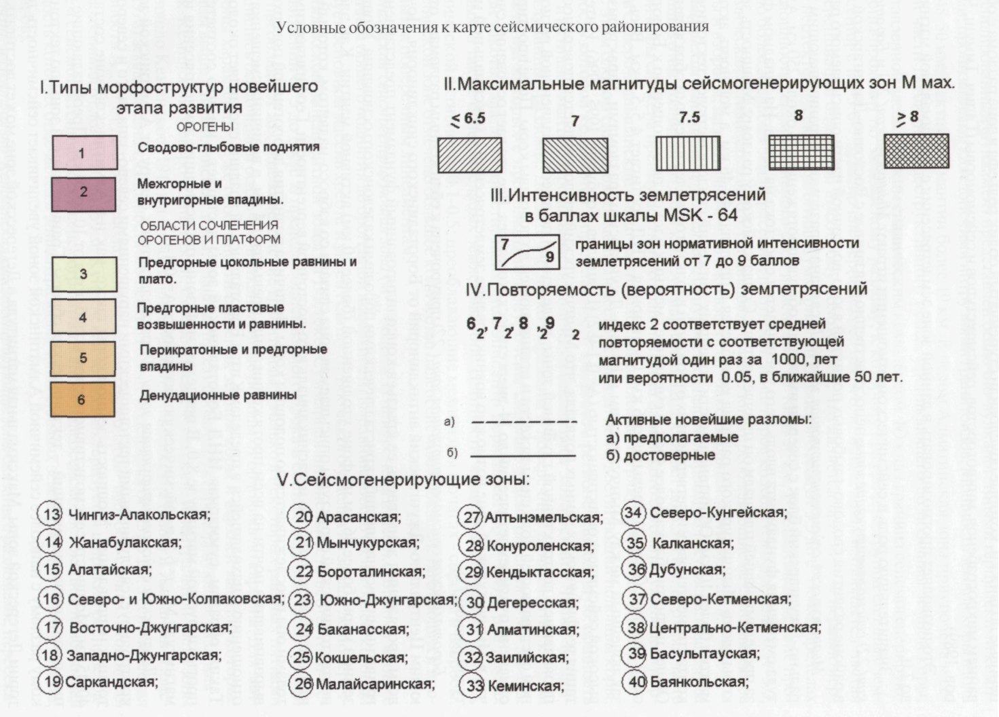 Условные обозначения к карте сейсмического районирования
I.Типы морфоструктур новейшего
этапа развития
ОРОГЕНЫ
1 Сводово-глыбовые поднятия
2 Межгорные и
внутригорные впадины.
ОБЛАСТИ СОЧЛЕНЕНИЯ
ОРОГЕНОВ И ПЛАТФОРМ
3 Предгорные цокольные равнины и
плато.
4 Предгорные пластовые
возвышенности и равнины.
5 Перикратонные и предгорные
впадины
6 Денудационные равнины
II.Максимальные магнитуды сейсмогенерирующих зон М мах.
≤ 6.5 7 7.5 8 ≥ 8
III.Интенсивность землетрясений
в баллах шкалы MSK - 64
7 9
границы зон нормативной интенсивности
землетрясений от 7 до 9 баллов
IV.Повторяемость (вероятность) землетрясений
6₂, 7₂, 8₂, 9₂
индекс 2 соответствует средней
повторяемости с соответствующей
магнитудой один раз за 1000, лет
или вероятности 0.05, в ближайшие 50 лет.
а)
б)
Активные новейшие разломы:
а) предполагаемые
б) достоверные
V.Сейсмогенерирующие зоны:
13 Чингиз-Алакольская;
14 Жанабулакская;
15 Алатайская;
16 Северо- и Южно-Колпаковская;
17 Восточно-Джунгарская;
18 Западно-Джунгарская;
19 Саркандская;
20 Арасанская;
21 Мынчукурская;
22 Бороталинская;
23 Южно-Джунгарская;
24 Баканасская;
25 Кокшельская;
26 Малайсаринская;
27 Алтынэмельская;
28 Конуроленская;
29 Кендыктасская;
30 Дегересская;
31 Алматинская;
32 Заилийская;
33 Кеминская;
34 Северо-Кунгейская;
35 Калканская;
36 Дубунская;
37 Северо-Кетменская;
38 Центрально-Кетменская;
39 Басулытауская;
40 Баянкольская;